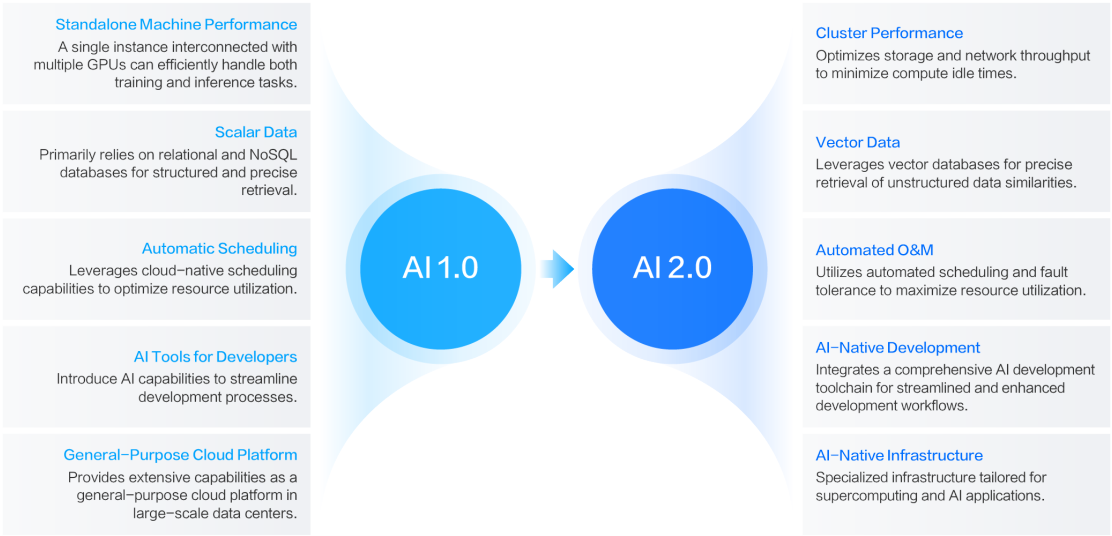 Standalone Machine Performance
A single instance interconnected with
multiple GPUs can efficiently handle both
training and inference tasks.
Scalar Data
Primarily relies on relational and NoSQL
databases for structured and precise
retrieval.
Automatic Scheduling
Leverages cloud-native scheduling
capabilities to optimize resource utilization.
AI Tools for Developers
Introduce AI capabilities to streamline
development processes.
General-Purpose Cloud Platform
Provides extensive capabilities as a
general-purpose cloud platform in
large-scale data centers.
AI 1.0
AI 2.0
Cluster Performance
Optimizes storage and network throughput
to minimize compute idle times.
Vector Data
Leverages vector databases for precise
retrieval of unstructured data similarities.
Automated O&M
Utilizes automated scheduling and fault
tolerance to maximize resource utilization.
AI-Native Development
Integrates a comprehensive AI development
toolchain for streamlined and enhanced
development workflows.
AI-Native Infrastructure
Specialized infrastructure tailored for
supercomputing and AI applications.